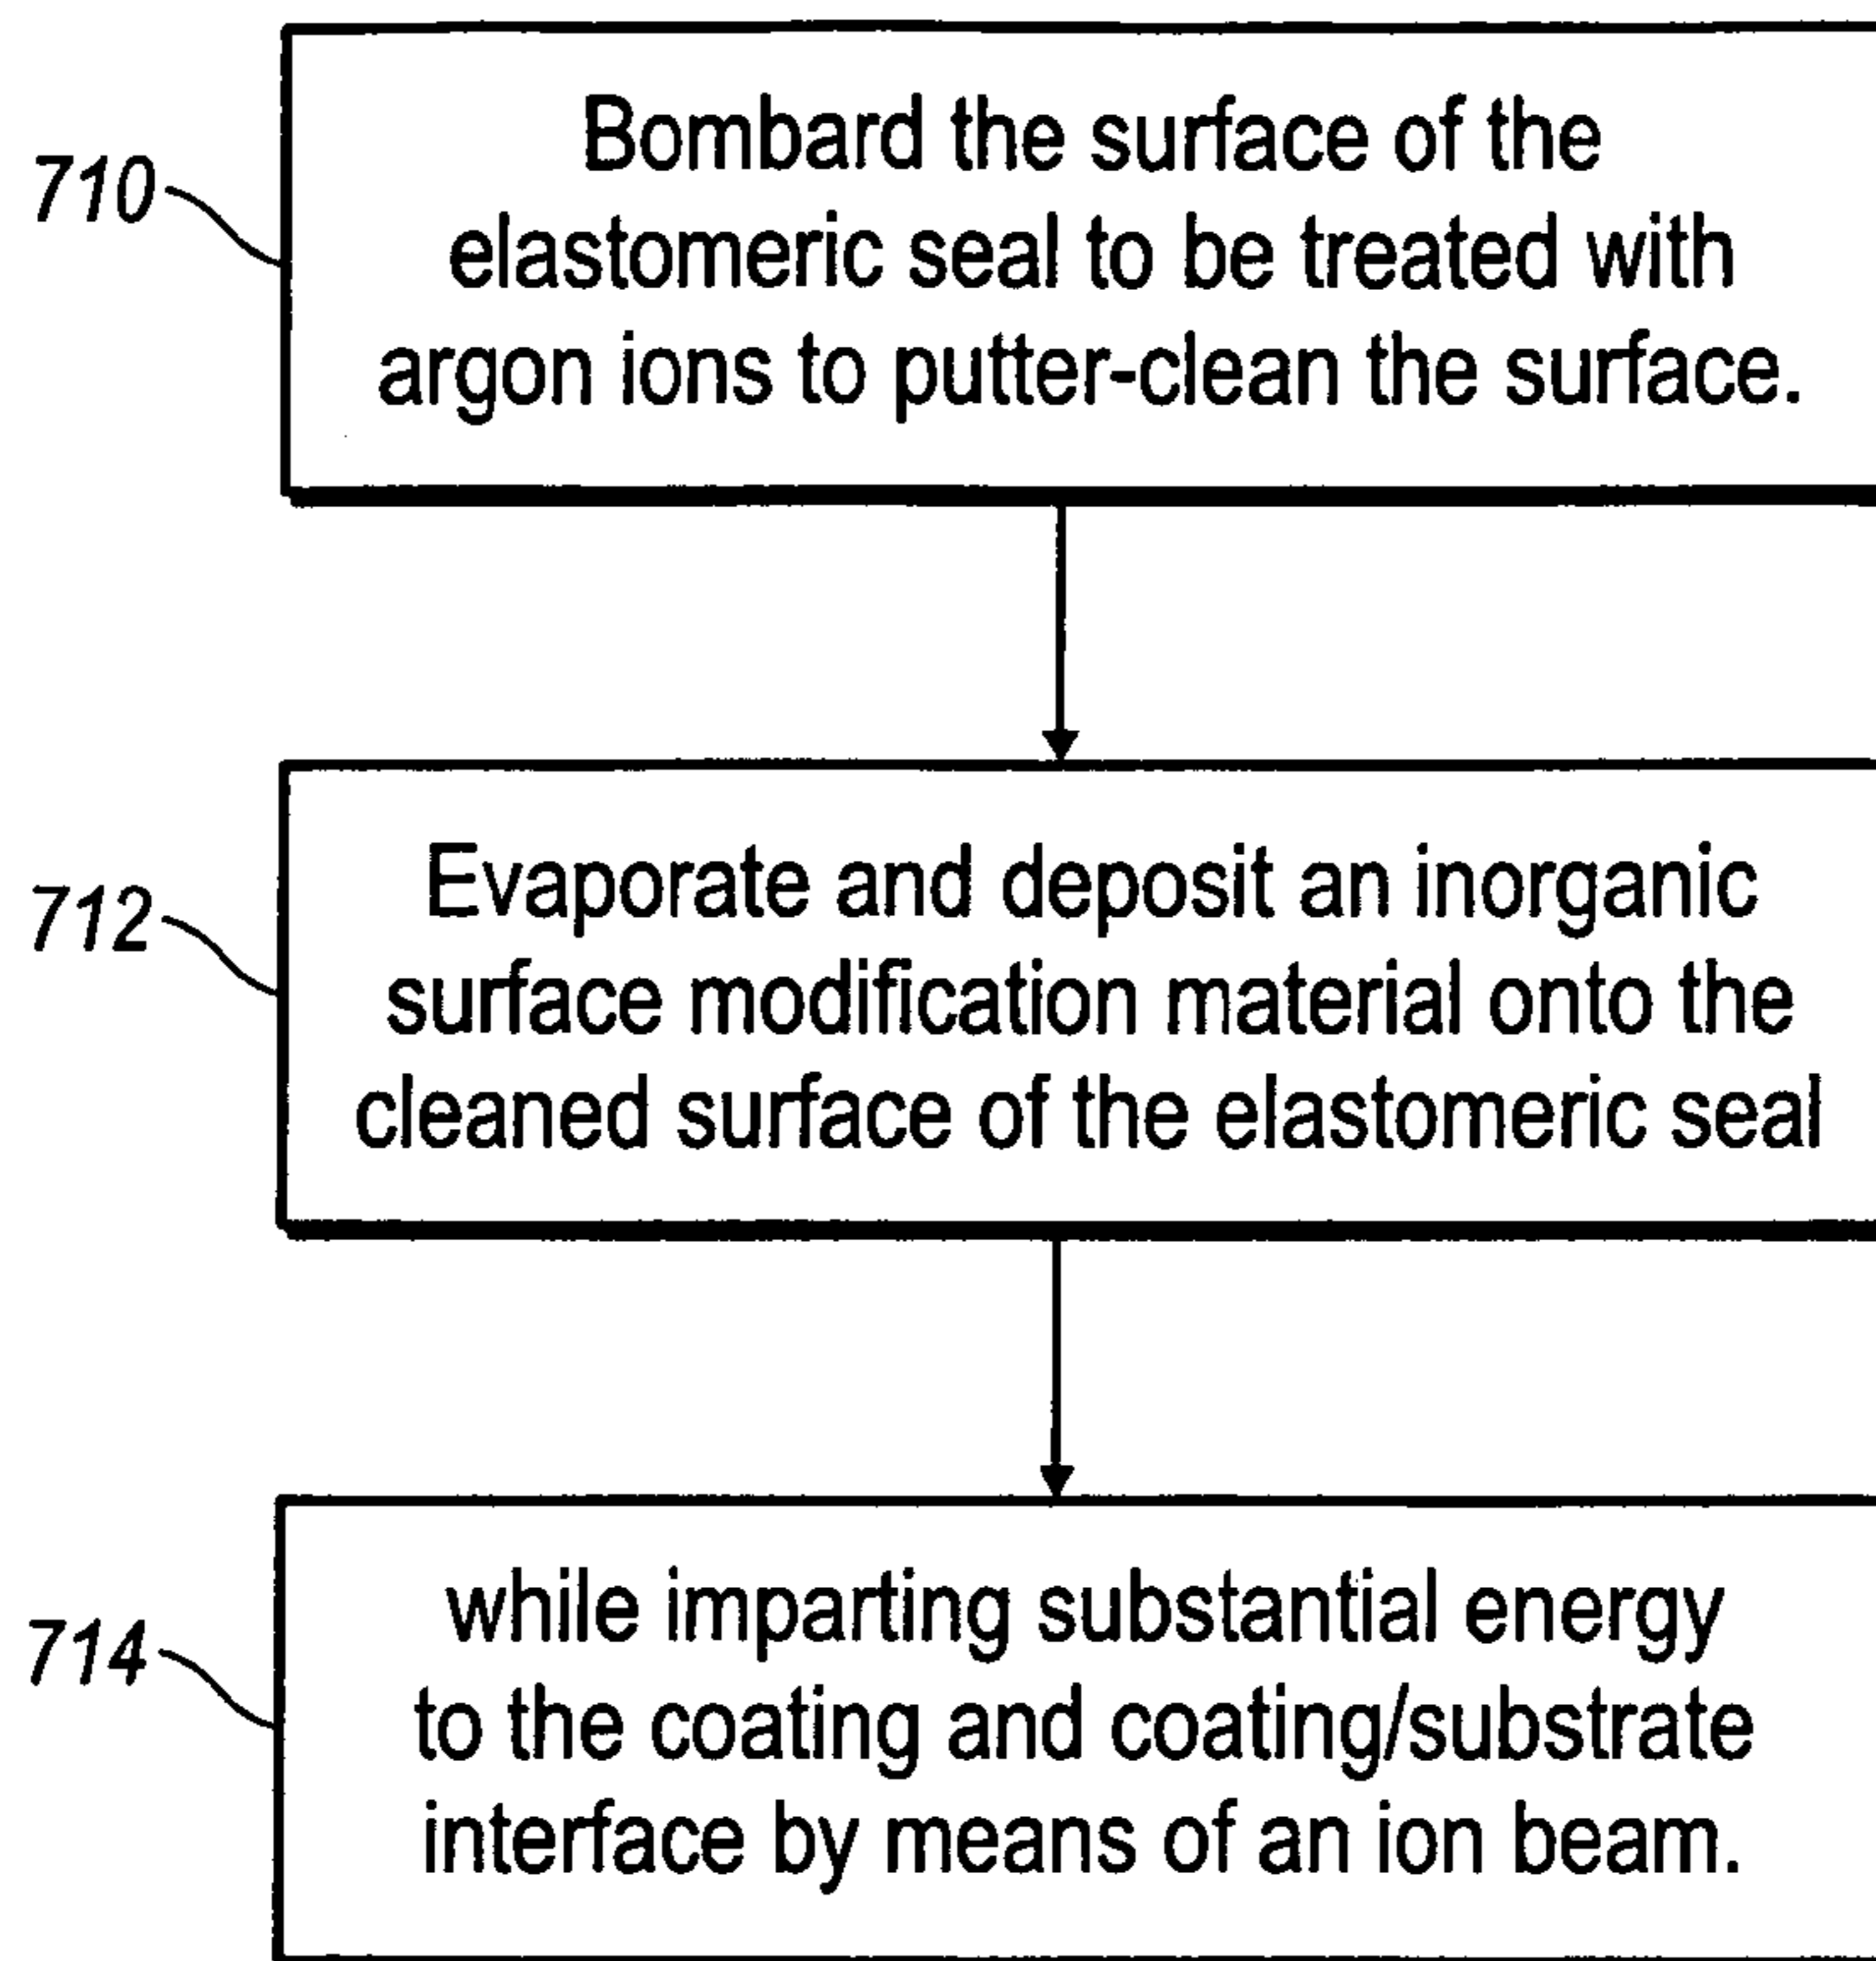 710
Bombard the surface of the
elastomeric seal to be treated with
argon ions to putter-clean the surface.
712
Evaporate and deposit an inorganic
surface modification material onto the
cleaned surface of the elastomeric seal
714
while imparting substantial energy
to the coating and coating/substrate
interface by means of an ion beam.